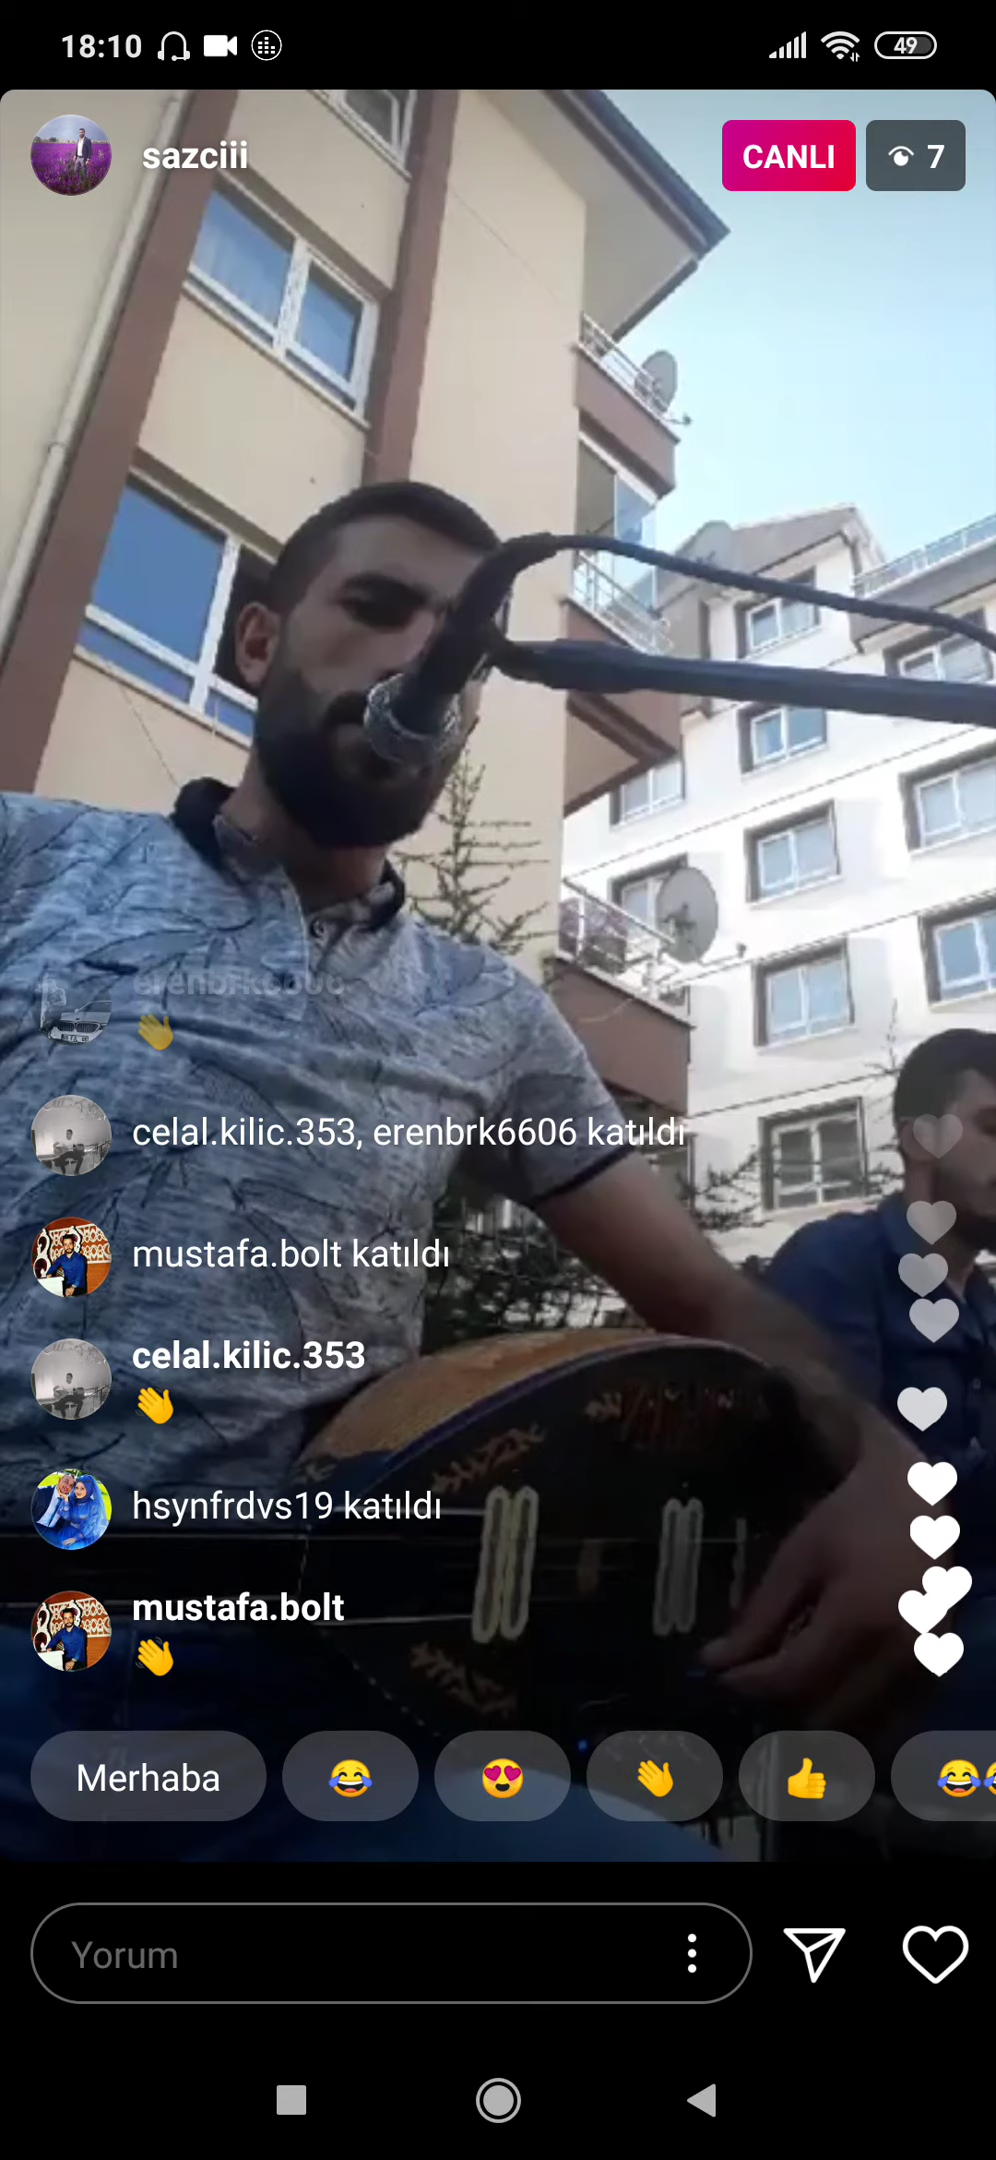 18:10
49
sazciii
CANLI
7
erenbrk6606
celal.kilic.353, erenbrk6606 katıldı
mustafa.bolt katıldı
celal.kilic.353
hsynfrdvs19 katıldı
mustafa.bolt
Merhaba
Yorum